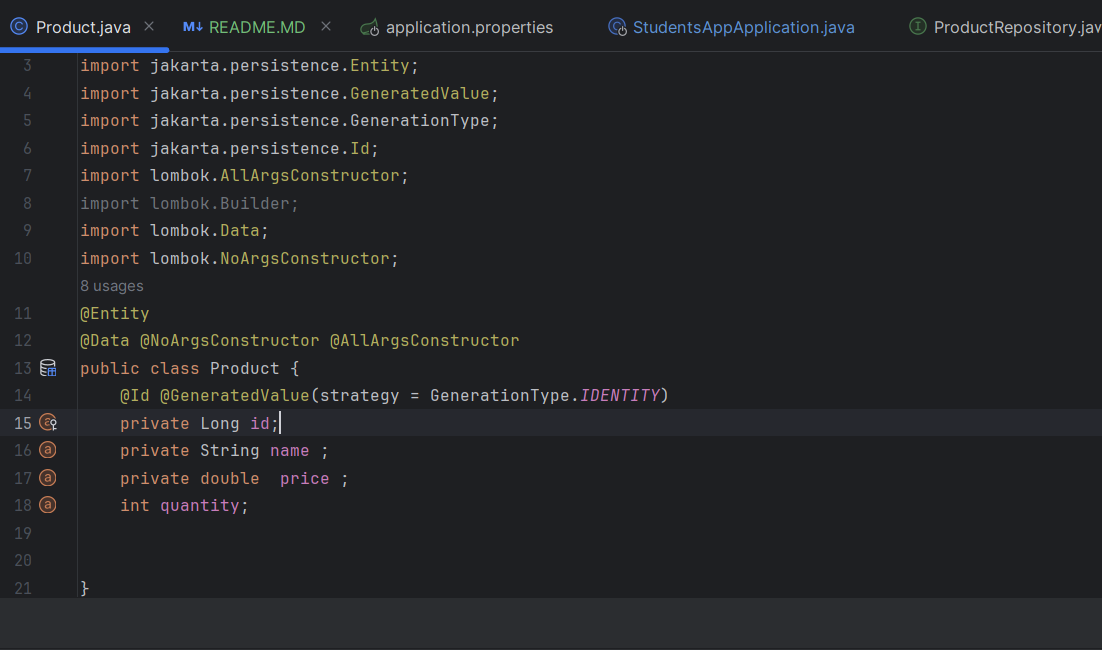 Product.java
M↓ README.MD
application.properties
StudentsAppApplication.java
ProductRepository.jav
3 import jakarta.persistence.Entity;
4 import jakarta.persistence.GeneratedValue;
5 import jakarta.persistence.GenerationType;
6 import jakarta.persistence.Id;
7 import lombok.AllArgsConstructor;
8 import lombok.Builder;
9 import lombok.Data;
10 import lombok.NoArgsConstructor;
8 usages
11 @Entity
12 @Data @NoArgsConstructor @AllArgsConstructor
13 public class Product {
14 @Id @GeneratedValue(strategy = GenerationType.IDENTITY)
15 private Long id;
16 private String name ;
17 private double  price ;
18 int quantity;
19
20
21 }